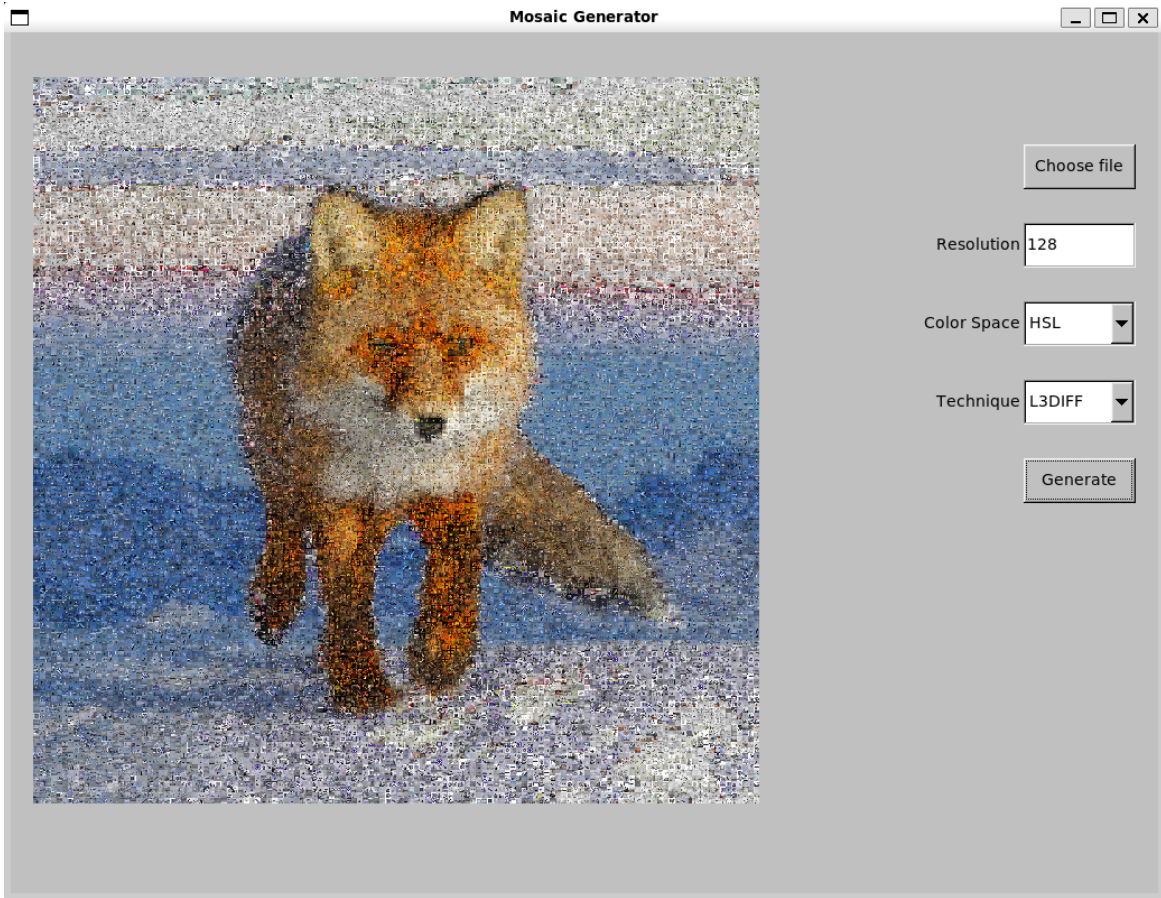 Mosaic Generator
Choose file
Resolution 128
Color Space HSL
Technique L3DIFF
Generate